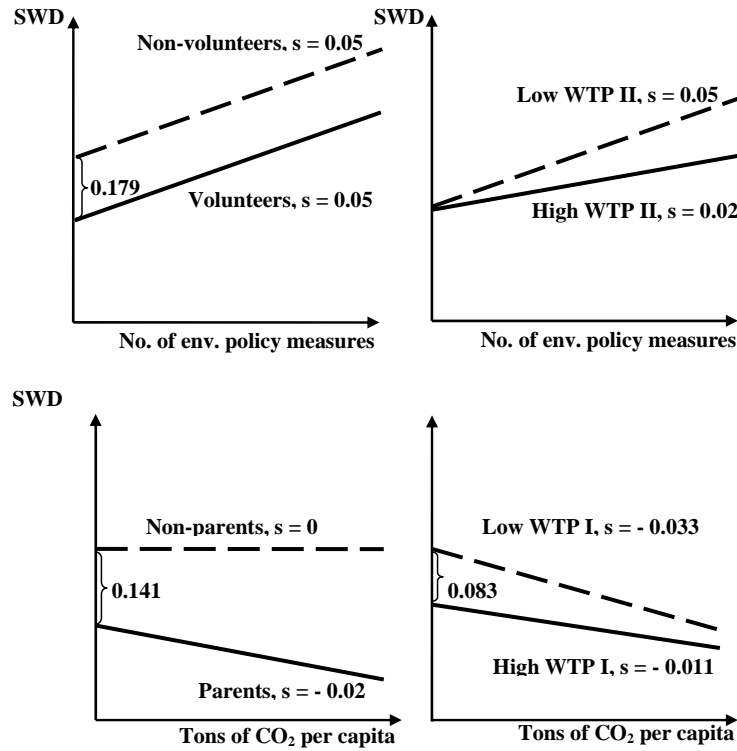 SWD
Non-volunteers, s = 0.05
0.179
Volunteers, s = 0.05
No. of env. policy measures
SWD
Low WTP II, s = 0.05
High WTP II, s = 0.02
No. of env. policy measures
SWD
Non-parents, s = 0
0.141
Parents, s = - 0.02
Tons of CO₂ per capita
Low WTP I, s = - 0.033
0.083
High WTP I, s = - 0.011
Tons of CO₂ per capita